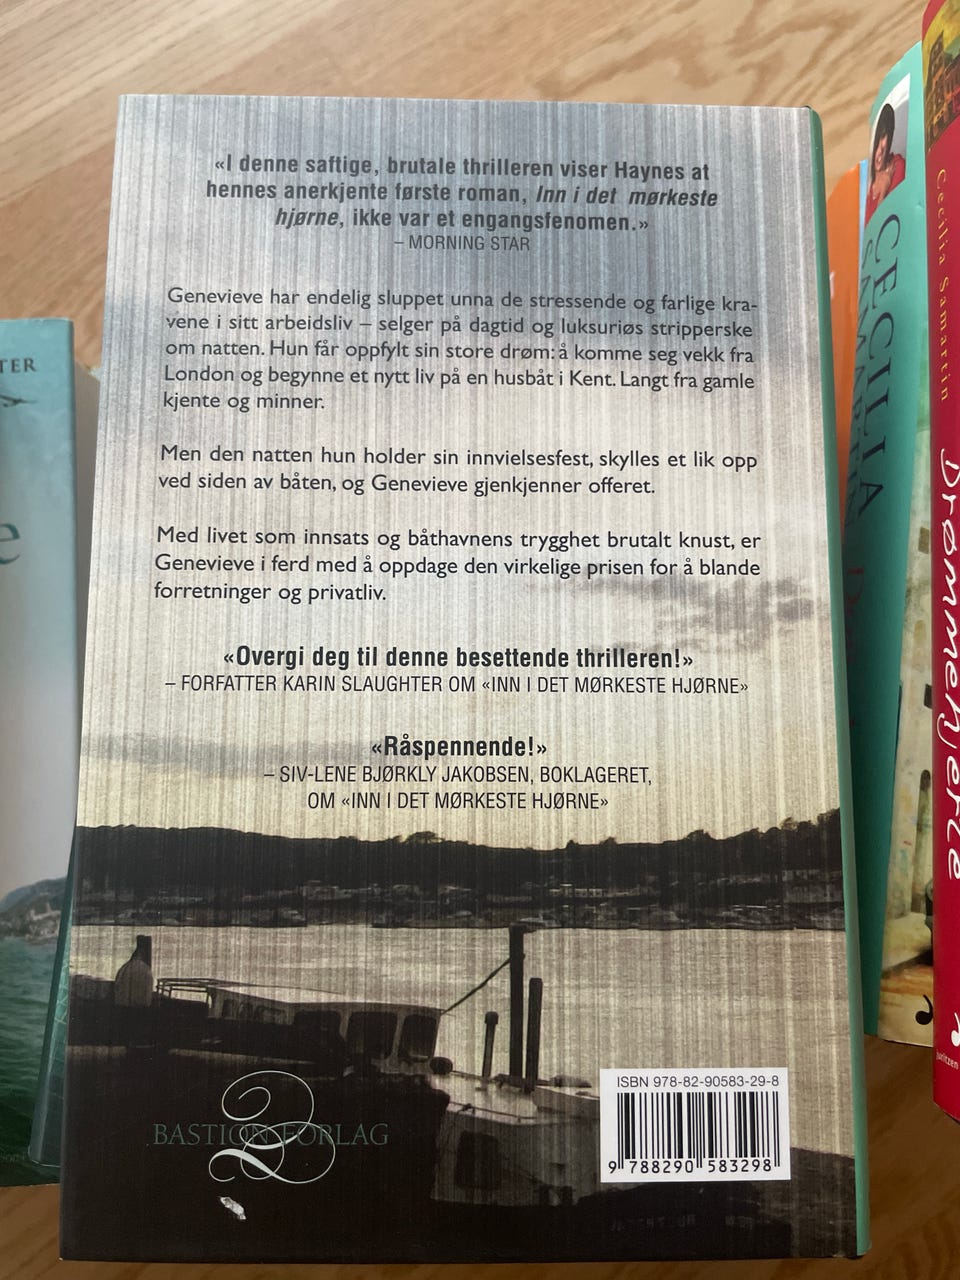 «I denne saftige, brutale thrilleren viser Haynes at
hennes anerkjente første roman, Inn i det mørkeste
hjørne, ikke var et engangsfenomen.»
– MORNING STAR
Genevieve har endelig sluppet unna de stressende og farlige kra-
vene i sitt arbeidsliv – selger på dagtid og luksuriøs stripperske
om natten. Hun får oppfylt sin store drøm: å komme seg vekk fra
London og begynne et nytt liv på en husbåt i Kent. Langt fra gamle
kjente og minner.
Men den natten hun holder sin innvielsesfest, skylles et lik opp
ved siden av båten, og Genevieve gjenkjenner offeret.
Med livet som innsats og båthavnens trygghet brutalt knust, er
Genevieve i ferd med å oppdage den virkelige prisen for å blande
forretninger og privatliv.
«Overgi deg til denne besettende thrilleren!»
– FORFATTER KARIN SLAUGHTER OM «INN I DET MØRKESTE HJØRNE»
«Råspennende!»
– SIV-LENE BJØRKLY JAKOBSEN, BOKLAGERET,
OM «INN I DET MØRKESTE HJØRNE»
BASTION FORLAG
ISBN 978-82-90583-29-8
9 788290 583298
TER
e
CECILIA
SAMARTIN
Cecilia Samartin
Drømmehjerte
juritzen